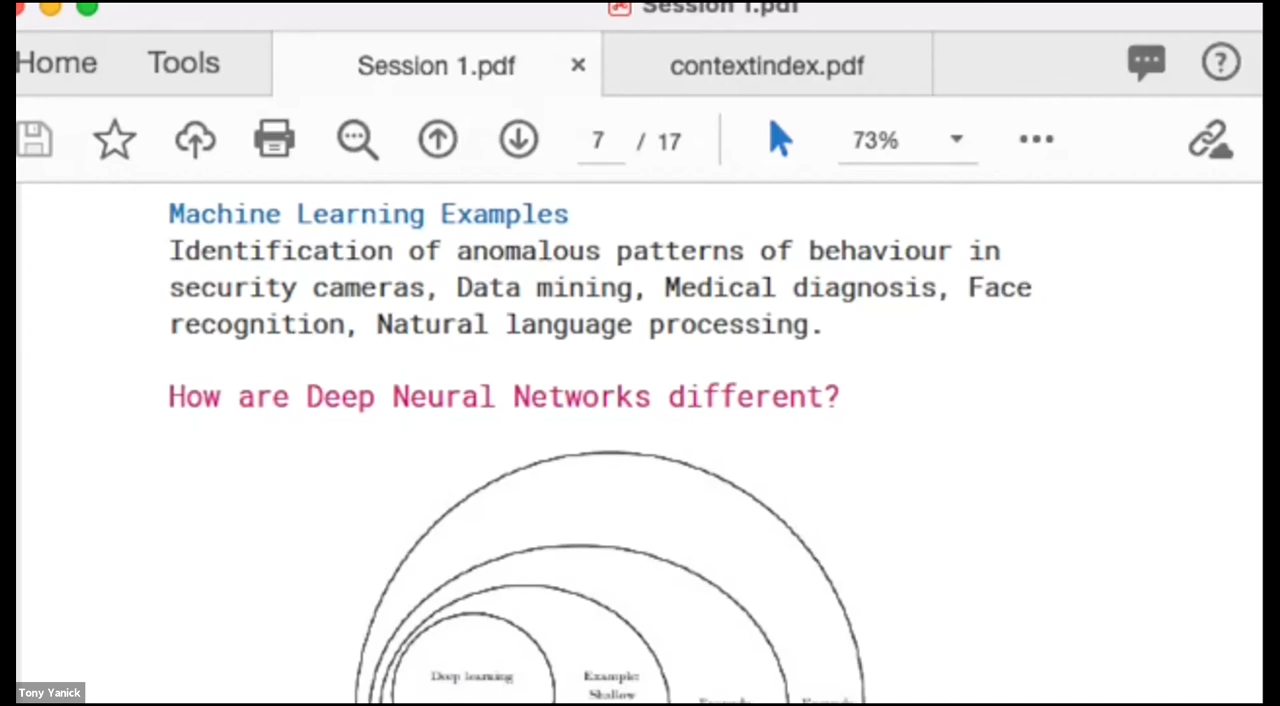 Session 1.pdf
Home Tools Session 1.pdf × contextindex.pdf
7 / 17 73%
Machine Learning Examples
Identification of anomalous patterns of behaviour in
security cameras, Data mining, Medical diagnosis, Face
recognition, Natural language processing.
How are Deep Neural Networks different?
Deep learning Example:
Shallow
Tony Yanick